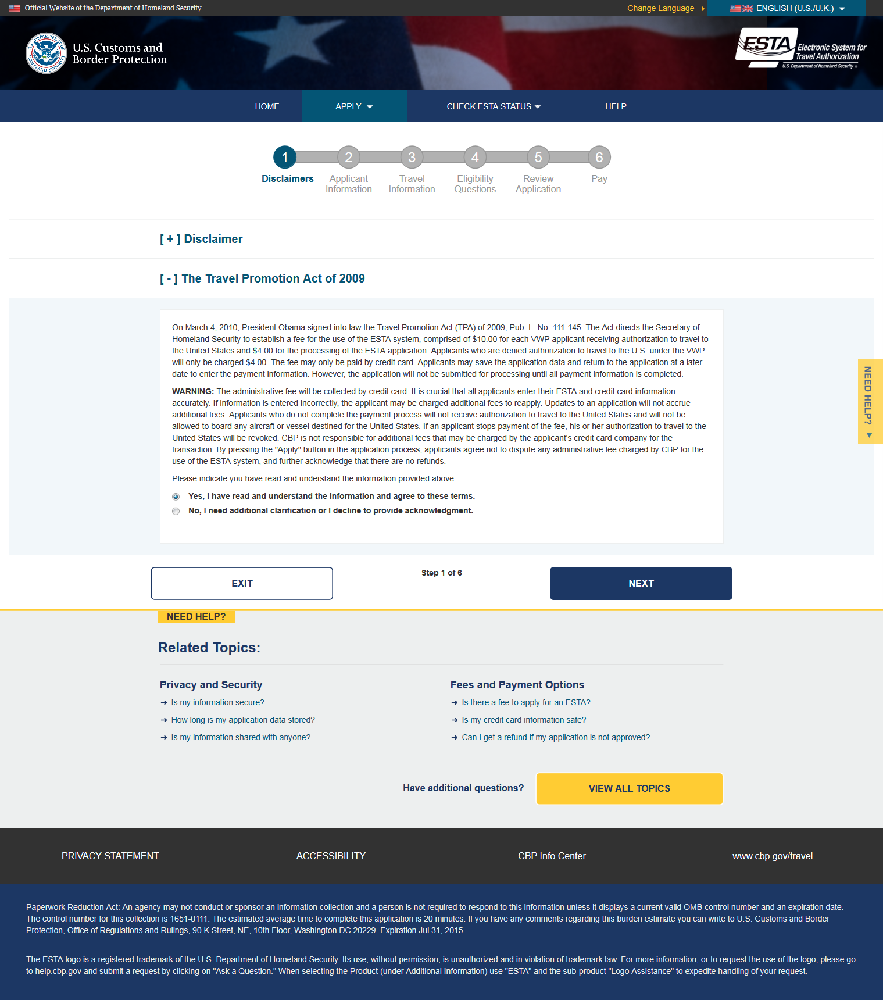 Official Website of the Department of Homeland Security
Change Language
ENGLISH (U.S./U.K.)
U.S. Customs and
Border Protection
ESTA
Electronic System for
Travel Authorization
U.S. Department of Homeland Security
HOME
APPLY
CHECK ESTA STATUS
HELP
1
2
3
4
5
6
Disclaimers
Applicant
Information
Travel
Information
Eligibility
Questions
Review
Application
Pay
[ + ] Disclaimer
[ - ] The Travel Promotion Act of 2009
On March 4, 2010, President Obama signed into law the Travel Promotion Act (TPA) of 2009, Pub. L. No. 111-145. The Act directs the Secretary of
Homeland Security to establish a fee for the use of the ESTA system, comprised of $10.00 for each VWP applicant receiving authorization to travel to
the United States and $4.00 for the processing of the ESTA application. Applicants who are denied authorization to travel to the U.S. under the VWP
will only be charged $4.00. The fee may only be paid by credit card. Applicants may save the application data and return to the application at a later
date to enter the payment information. However, the application will not be submitted for processing until all payment information is completed.
WARNING: The administrative fee will be collected by credit card. It is crucial that all applicants enter their ESTA and credit card information
accurately. If information is entered incorrectly, the applicant may be charged additional fees to reapply. Updates to an application will not accrue
additional fees. Applicants who do not complete the payment process will not receive authorization to travel to the United States and will not be
allowed to board any aircraft or vessel destined for the United States. If an applicant stops payment of the fee, his or her authorization to travel to the
United States will be revoked. CBP is not responsible for additional fees that may be charged by the applicant's credit card company for the
transaction. By pressing the "Apply" button in the application process, applicants agree not to dispute any administrative fee charged by CBP for the
use of the ESTA system, and further acknowledge that there are no refunds.
Please indicate you have read and understand the information provided above:
Yes, I have read and understand the information and agree to these terms.
No, I need additional clarification or I decline to provide acknowledgment.
NEED HELP?
EXIT
Step 1 of 6
NEXT
NEED HELP?
Related Topics:
Privacy and Security
Is my information secure?
How long is my application data stored?
Is my information shared with anyone?
Fees and Payment Options
Is there a fee to apply for an ESTA?
Is my credit card information safe?
Can I get a refund if my application is not approved?
Have additional questions?
VIEW ALL TOPICS
PRIVACY STATEMENT
ACCESSIBILITY
CBP Info Center
www.cbp.gov/travel
Paperwork Reduction Act: An agency may not conduct or sponsor an information collection and a person is not required to respond to this information unless it displays a current valid OMB control number and an expiration date.
The control number for this collection is 1651-0111. The estimated average time to complete this application is 20 minutes. If you have any comments regarding this burden estimate you can write to U.S. Customs and Border
Protection, Office of Regulations and Rulings, 90 K Street, NE, 10th Floor, Washington DC 20229. Expiration Jul 31, 2015.
The ESTA logo is a registered trademark of the U.S. Department of Homeland Security. Its use, without permission, is unauthorized and in violation of trademark law. For more information, or to request the use of the logo, please go
to help.cbp.gov and submit a request by clicking on "Ask a Question." When selecting the Product (under Additional Information) use "ESTA" and the sub-product "Logo Assistance" to expedite handling of your request.